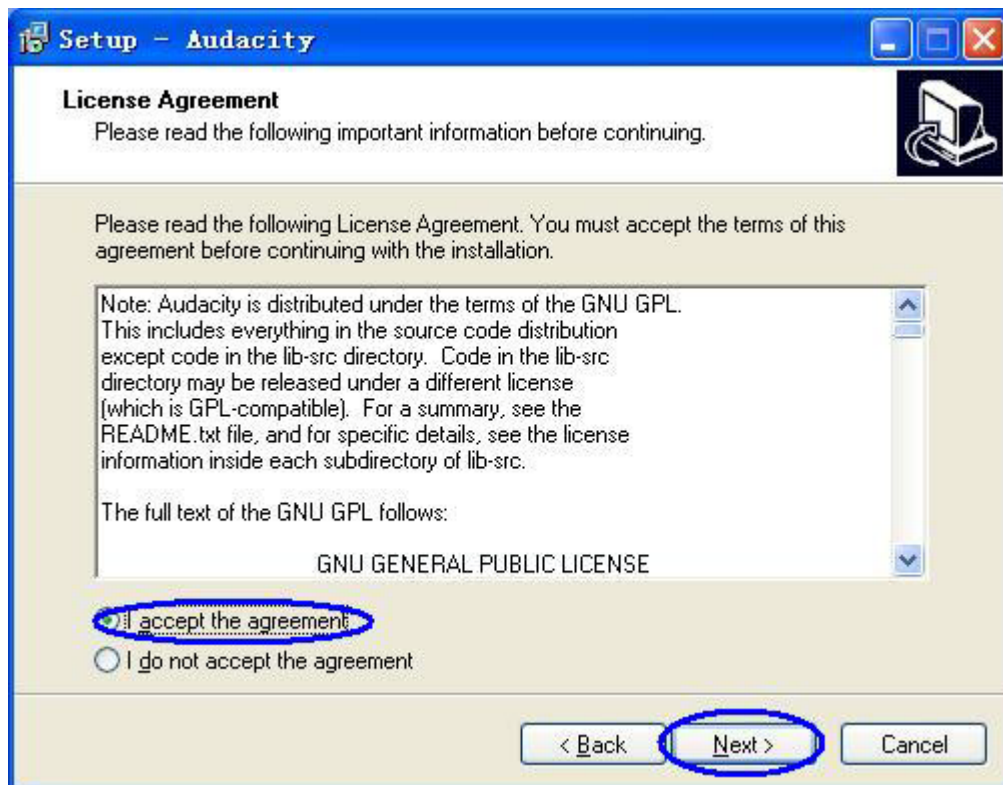 Setup - Audacity
License Agreement
Please read the following important information before continuing.
Please read the following License Agreement. You must accept the terms of this
agreement before continuing with the installation.
Note: Audacity is distributed under the terms of the GNU GPL.
This includes everything in the source code distribution
except code in the lib-src directory.  Code in the lib-src
directory may be released under a different license
(which is GPL-compatible).  For a summary, see the
README.txt file, and for specific details, see the license
information inside each subdirectory of lib-src.
The full text of the GNU GPL follows:
GNU GENERAL PUBLIC LICENSE
I accept the agreement
I do not accept the agreement
< Back
Next >
Cancel